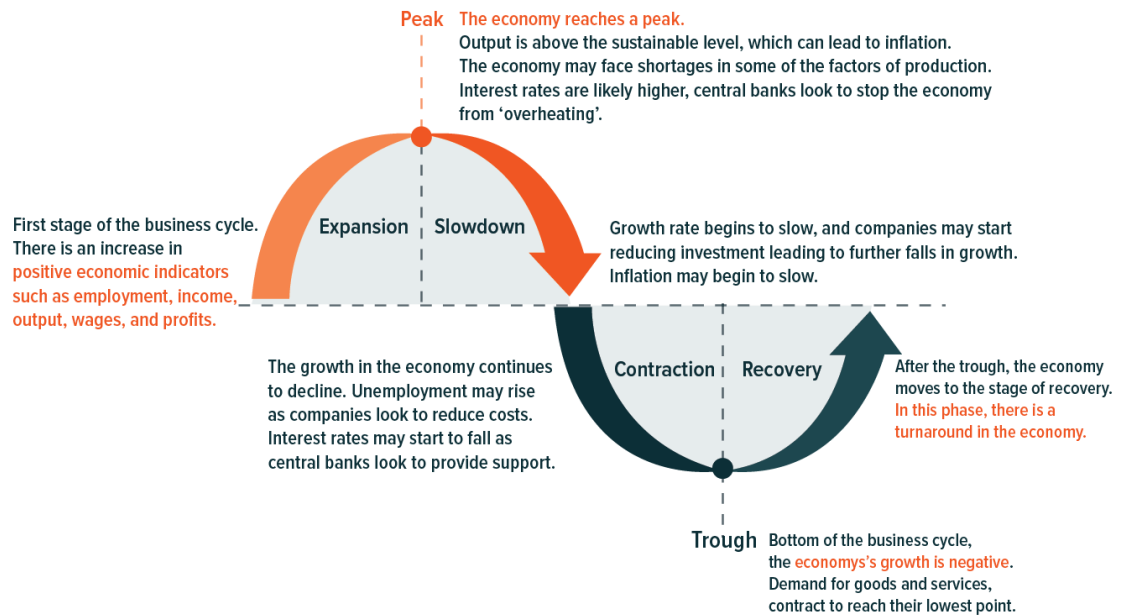 Peak
The economy reaches a peak.
Output is above the sustainable level, which can lead to inflation.
The economy may face shortages in some of the factors of production.
Interest rates are likely higher, central banks look to stop the economy
from ‘overheating’.
First stage of the business cycle.
There is an increase in
positive economic indicators
such as employment, income,
output, wages, and profits.
Expansion
Slowdown
Growth rate begins to slow, and companies may start
reducing investment leading to further falls in growth.
Inflation may begin to slow.
The growth in the economy continues
to decline. Unemployment may rise
as companies look to reduce costs.
Interest rates may start to fall as
central banks look to provide support.
Contraction
Recovery
After the trough, the economy
moves to the stage of recovery.
In this phase, there is a
turnaround in the economy.
Trough
Bottom of the business cycle,
the economys’s growth is negative.
Demand for goods and services,
contract to reach their lowest point.